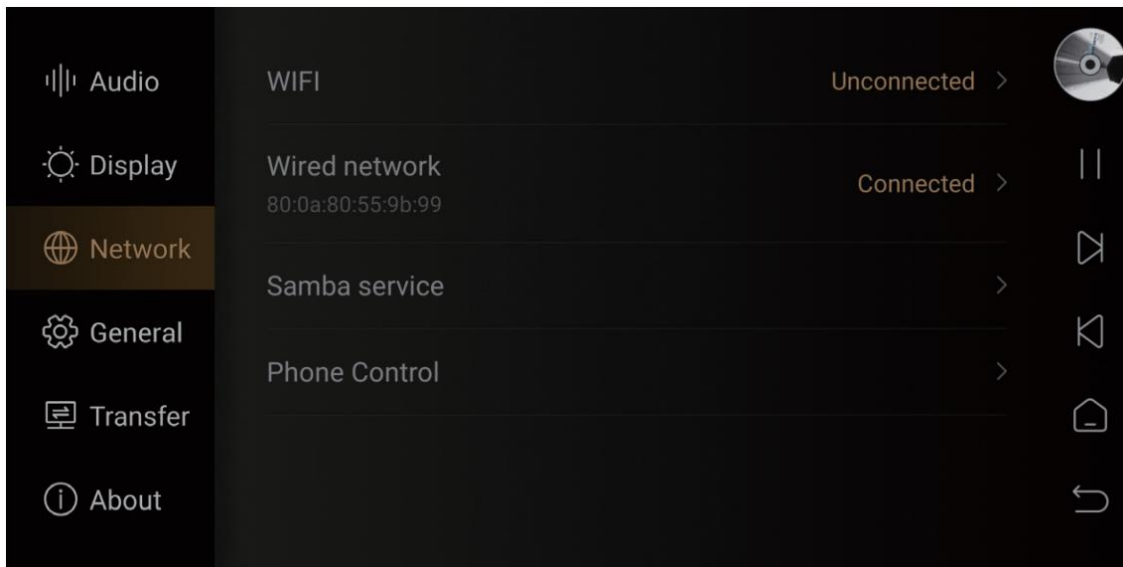 Audio
Display
Network
General
Transfer
About
WIFI
Unconnected
Wired network
80:0a:80:55:9b:99
Connected
Samba service
Phone Control